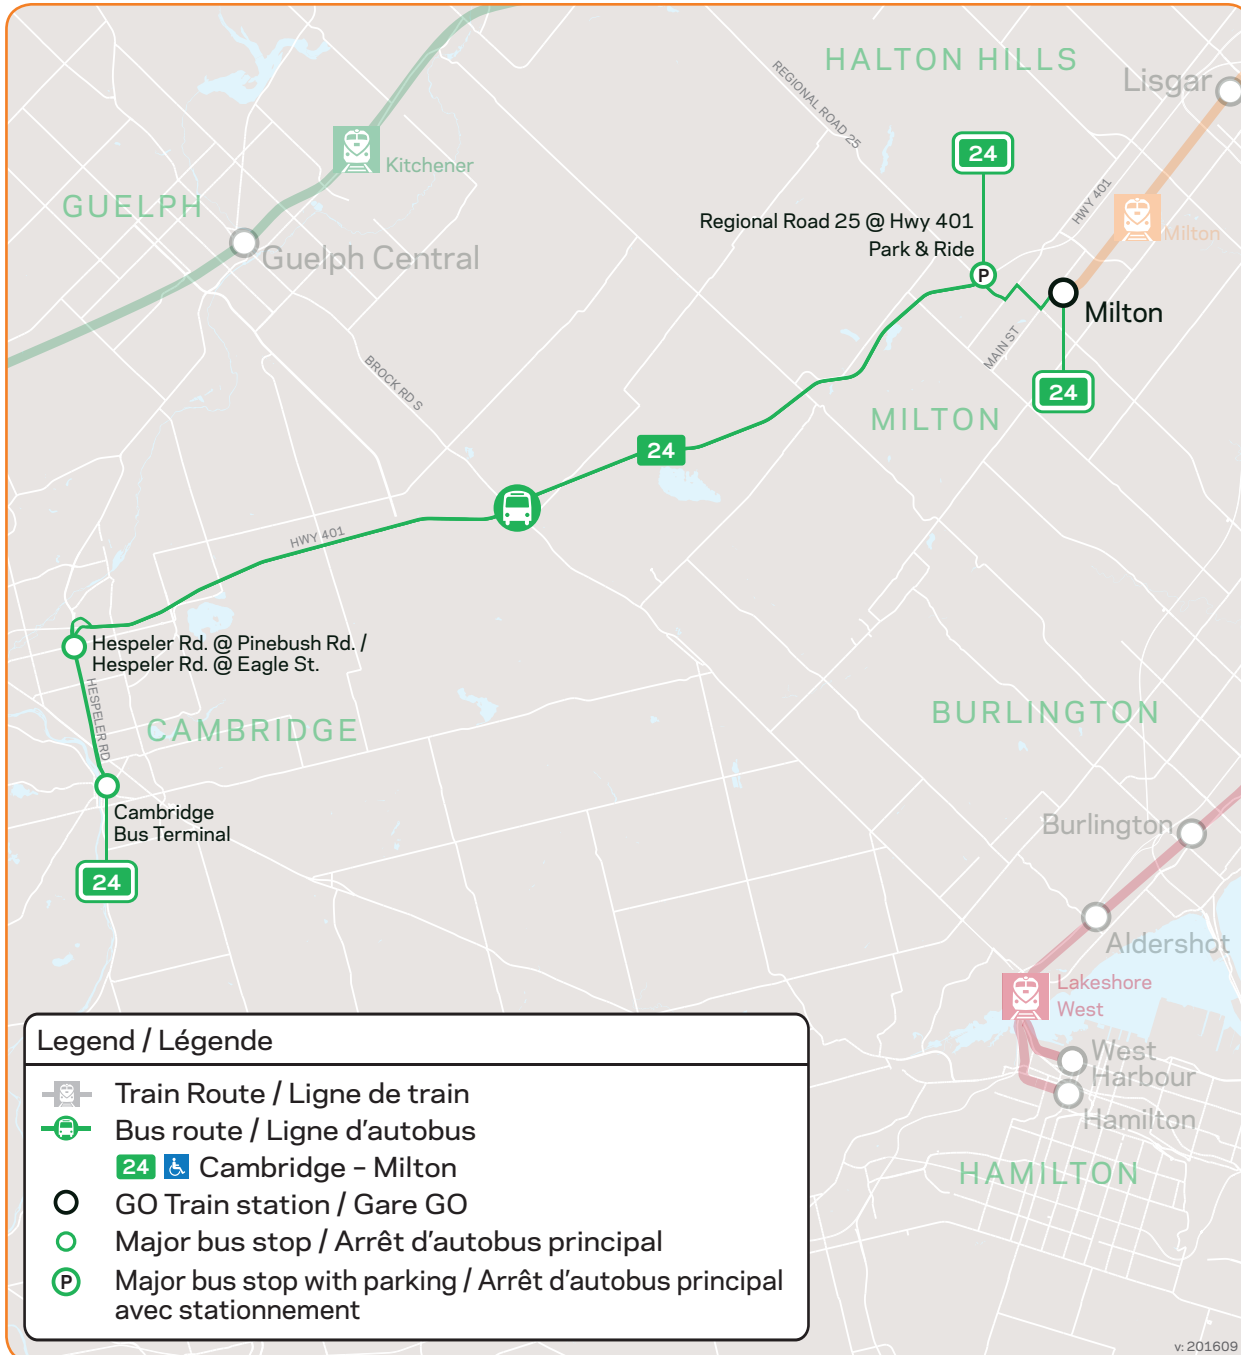 HALTON HILLS
Lisgar
REGIONAL ROAD 25
24
Kitchener
HWY 401
GUELPH
Regional Road 25 @ Hwy 401
Park & Ride
Milton
Guelph Central
P
Milton
MAIN ST
BROCK RD S
24
MILTON
24
HWY 401
Hespeler Rd. @ Pinebush Rd. /
Hespeler Rd. @ Eagle St.
HESPELER RD
CAMBRIDGE
BURLINGTON
Cambridge
Bus Terminal
Burlington
24
Aldershot
Lakeshore
West
West
Harbour
Hamilton
HAMILTON
Legend / Légende
Train Route / Ligne de train
Bus route / Ligne d'autobus
24 Cambridge – Milton
GO Train station / Gare GO
Major bus stop / Arrêt d'autobus principal
P Major bus stop with parking / Arrêt d'autobus principal
avec stationnement
v: 201609